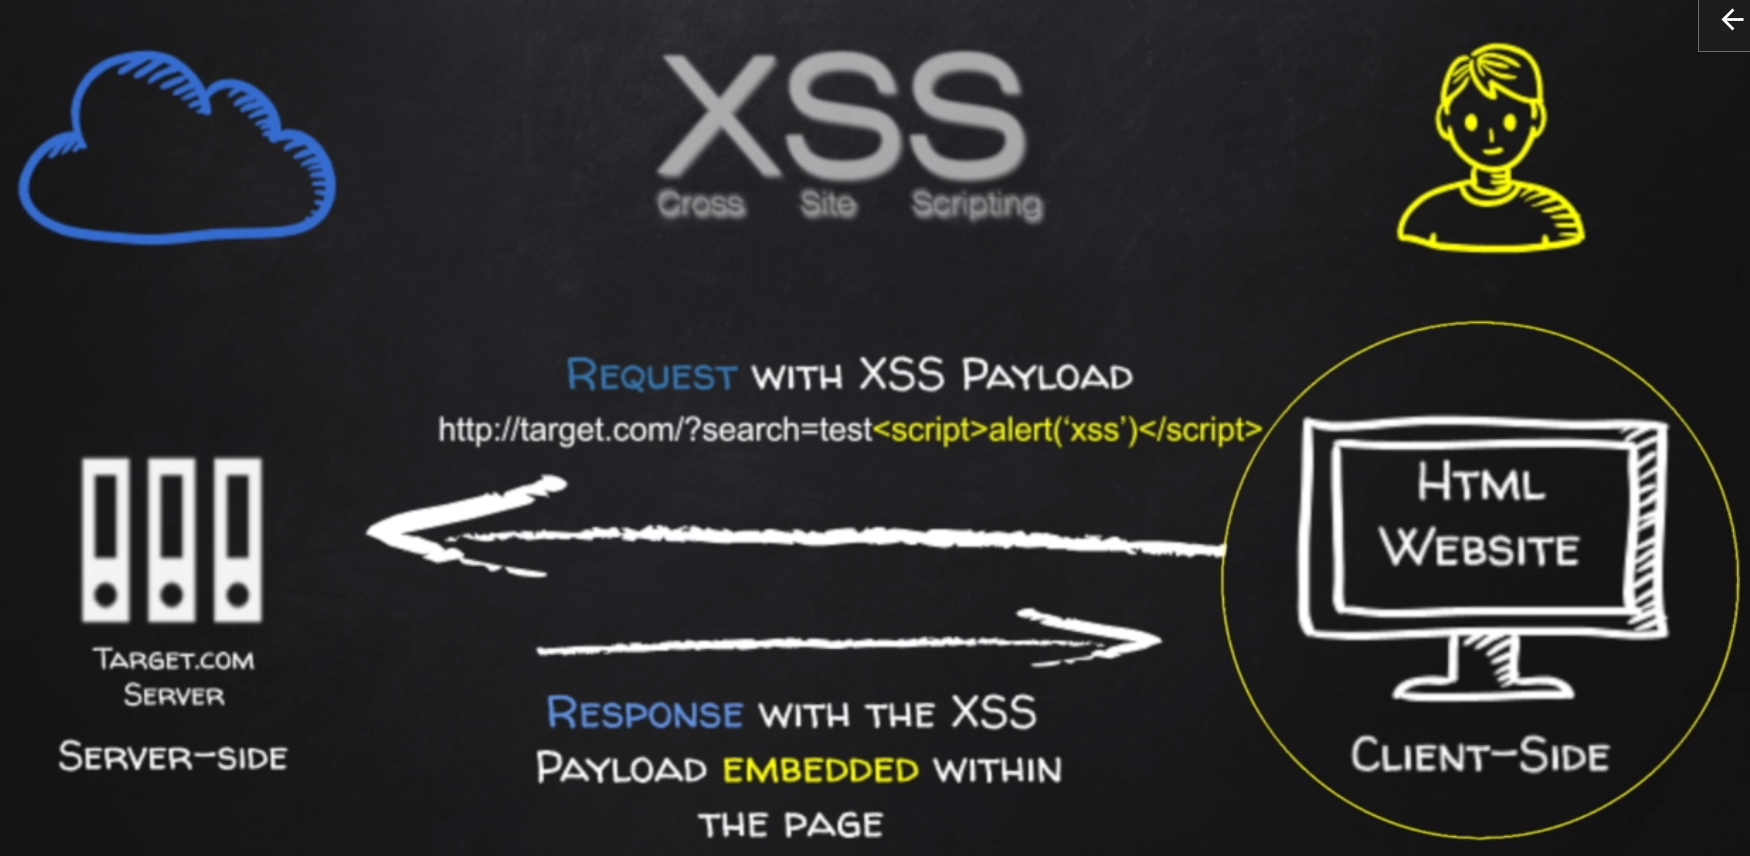 XSS
Cross Site Scripting
REQUEST WITH XSS PAYLOAD
http://target.com/?search=test<script>alert(‘xss’)</script>
HTML
WEBSITE
TARGET.COM
SERVER
SERVER-SIDE
RESPONSE WITH THE XSS
PAYLOAD EMBEDDED WITHIN
THE PAGE
CLIENT-SIDE